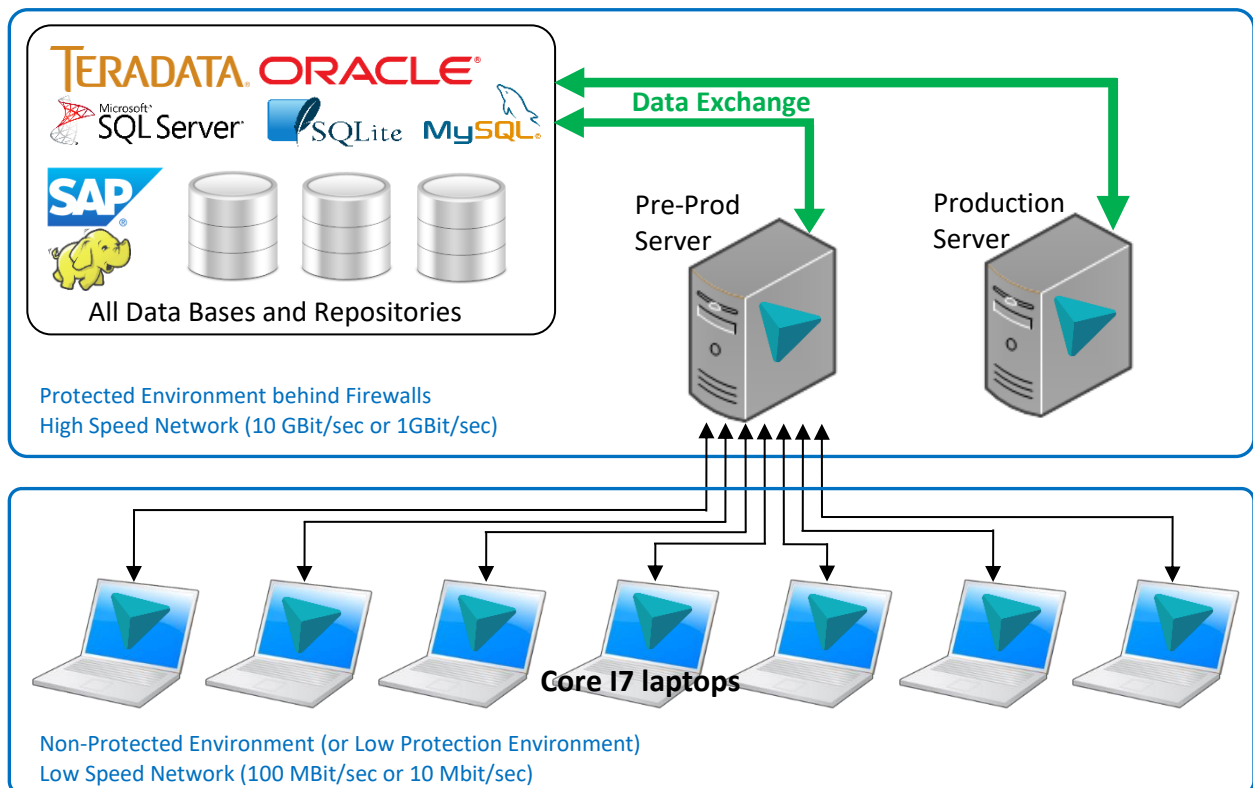 TERADATA®
ORACLE®
Microsoft®
SQL Server®
SQLite
MySQL®
Data Exchange
SAP®
Pre-Prod
Server
Production
Server
All Data Bases and Repositories
Protected Environment behind Firewalls
High Speed Network (10 GBit/sec or 1GBit/sec)
Core I7 laptops
Non-Protected Environment (or Low Protection Environment)
Low Speed Network (100 MBit/sec or 10 Mbit/sec)